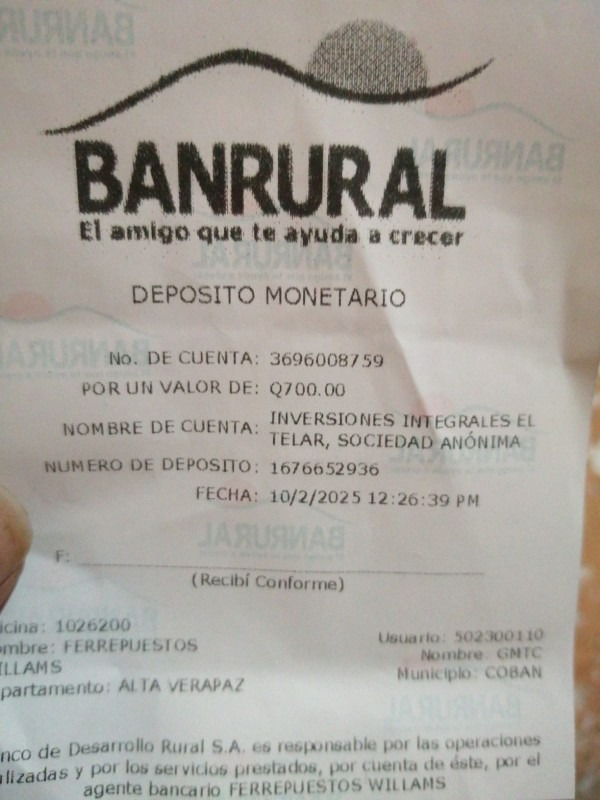 BANRURAL
El amigo que te ayuda a crecer
DEPOSITO MONETARIO
No. DE CUENTA: 3696008759
POR UN VALOR DE: Q700.00
NOMBRE DE CUENTA: INVERSIONES INTEGRALES EL
TELAR, SOCIEDAD ANÓNIMA
NUMERO DE DEPOSITO: 1676652936
FECHA: 10/2/2025 12:26:39 PM
F:
(Recibí Conforme)
icina: 1026200
Usuario: 502300110
ombre: FERREPUESTOS
Nombre: GMTC
ILLAMS
Municipio: COBAN
partamento: ALTA VERAPAZ
nco de Desarrollo Rural S.A. es responsable por las operaciones
lizadas y por los servicios prestados, por cuenta de éste, por el
agente bancario FERREPUESTOS WILLAMS